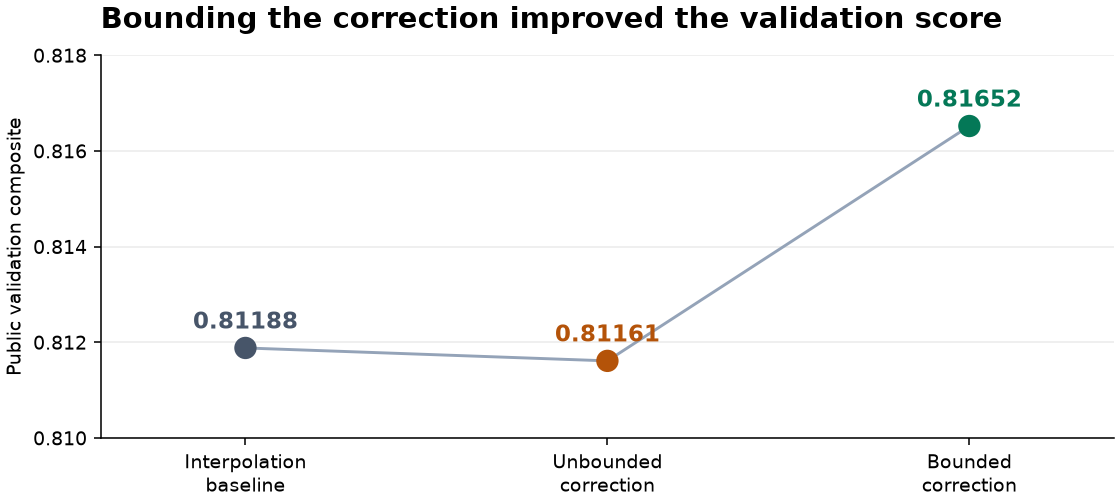 Bounding the correction improved the validation score
Public validation composite
0.818
0.816
0.814
0.812
0.810
0.81188
0.81161
0.81652
Interpolation
baseline
Unbounded
correction
Bounded
correction